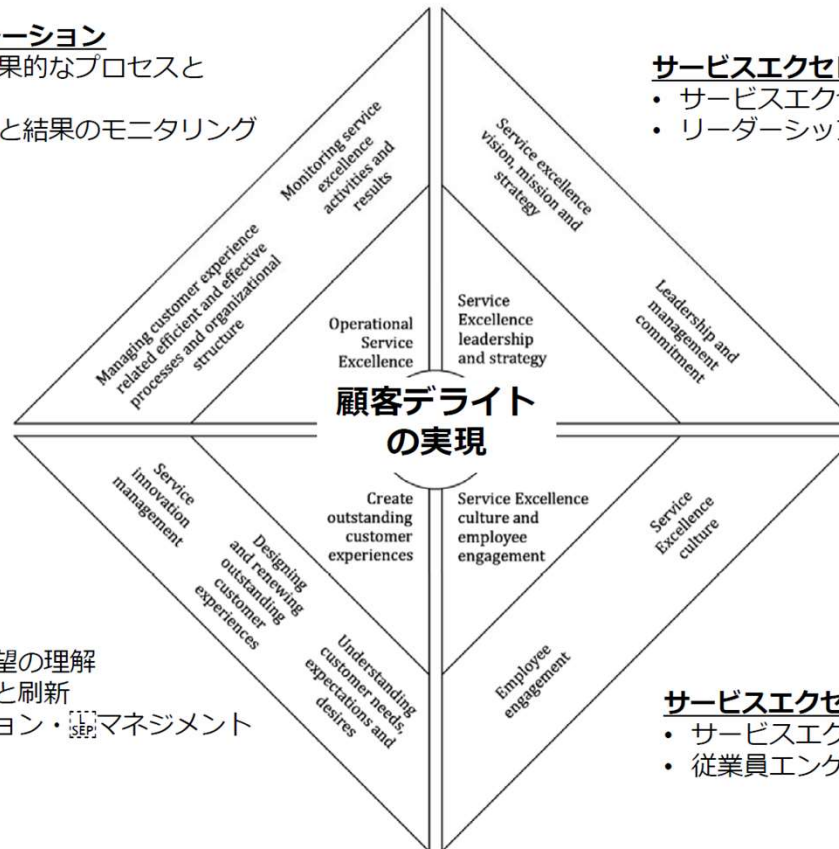 ーション
果的なプロセスと
と結果のモニタリング
サービスエクセ
• サービスエク
• リーダーシップ
Monitoring service
excellence
activities and
results
Managing customer experience
related efficient and effective
processes and organizational
structure
Service excellence
vision, mission and
strategy
Leadership and
management
commitment
Operational
Service
Excellence
Service
Excellence
leadership
and strategy
顧客デライト
の実現
Create
outstanding
customer
experiences
Service Excellence
culture and
employee
engagement
Service
innovation
management
Designing
and renewing
outstanding
customer
experiences
Understanding
customer needs,
expectations and
desires
Service
Excellence
culture
Employee
engagement
望の理解
と刷新
ョン・マネジメント
サービスエクセ
• サービスエク
• 従業員エンゲ